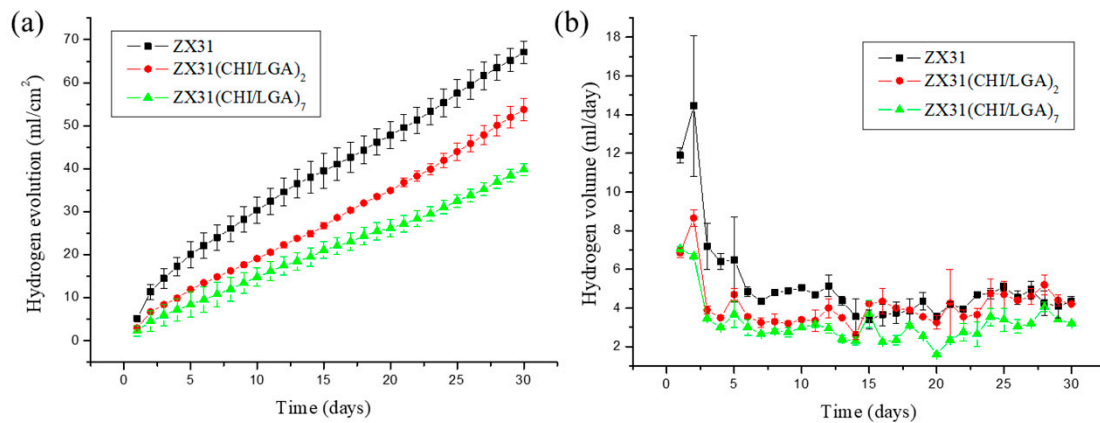 (a)
ZX31
ZX31(CHI/LGA)₂
ZX31(CHI/LGA)₇
Hydrogen evolution (ml/cm²)
70
60
50
40
30
20
10
0
0 5 10 15 20 25 30
Time (days)
(b)
ZX31
ZX31(CHI/LGA)₂
ZX31(CHI/LGA)₇
Hydrogen volume (ml/day)
18
16
14
12
10
8
6
4
2
0 5 10 15 20 25 30
Time (days)